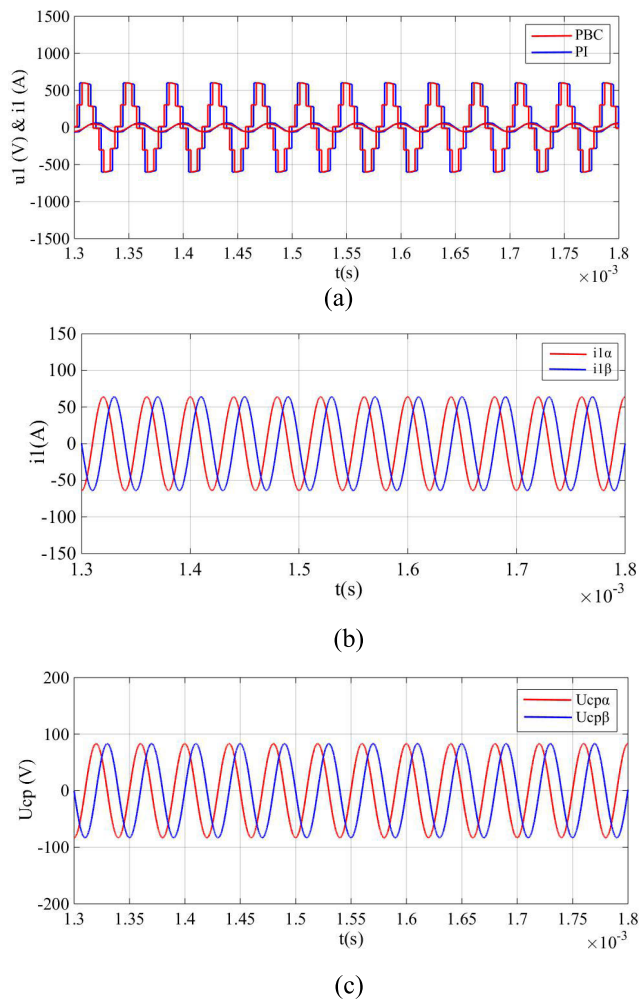 1500
1000
500
0
-500
-1000
-1500
u1 (V) & i1 (A)
PBC
PI
1.3 1.35 1.4 1.45 1.5 1.55 1.6 1.65 1.7 1.75 1.8
t(s)
×10⁻³
(a)
150
100
50
0
-50
-100
-150
i1(A)
i1α
i1β
1.3 1.4 1.5 1.6 1.7 1.8
t(s)
×10⁻³
(b)
200
100
0
-100
-200
Ucp (V)
Ucpα
Ucpβ
1.3 1.35 1.4 1.45 1.5 1.55 1.6 1.65 1.7 1.75 1.8
t(s)
×10⁻³
(c)